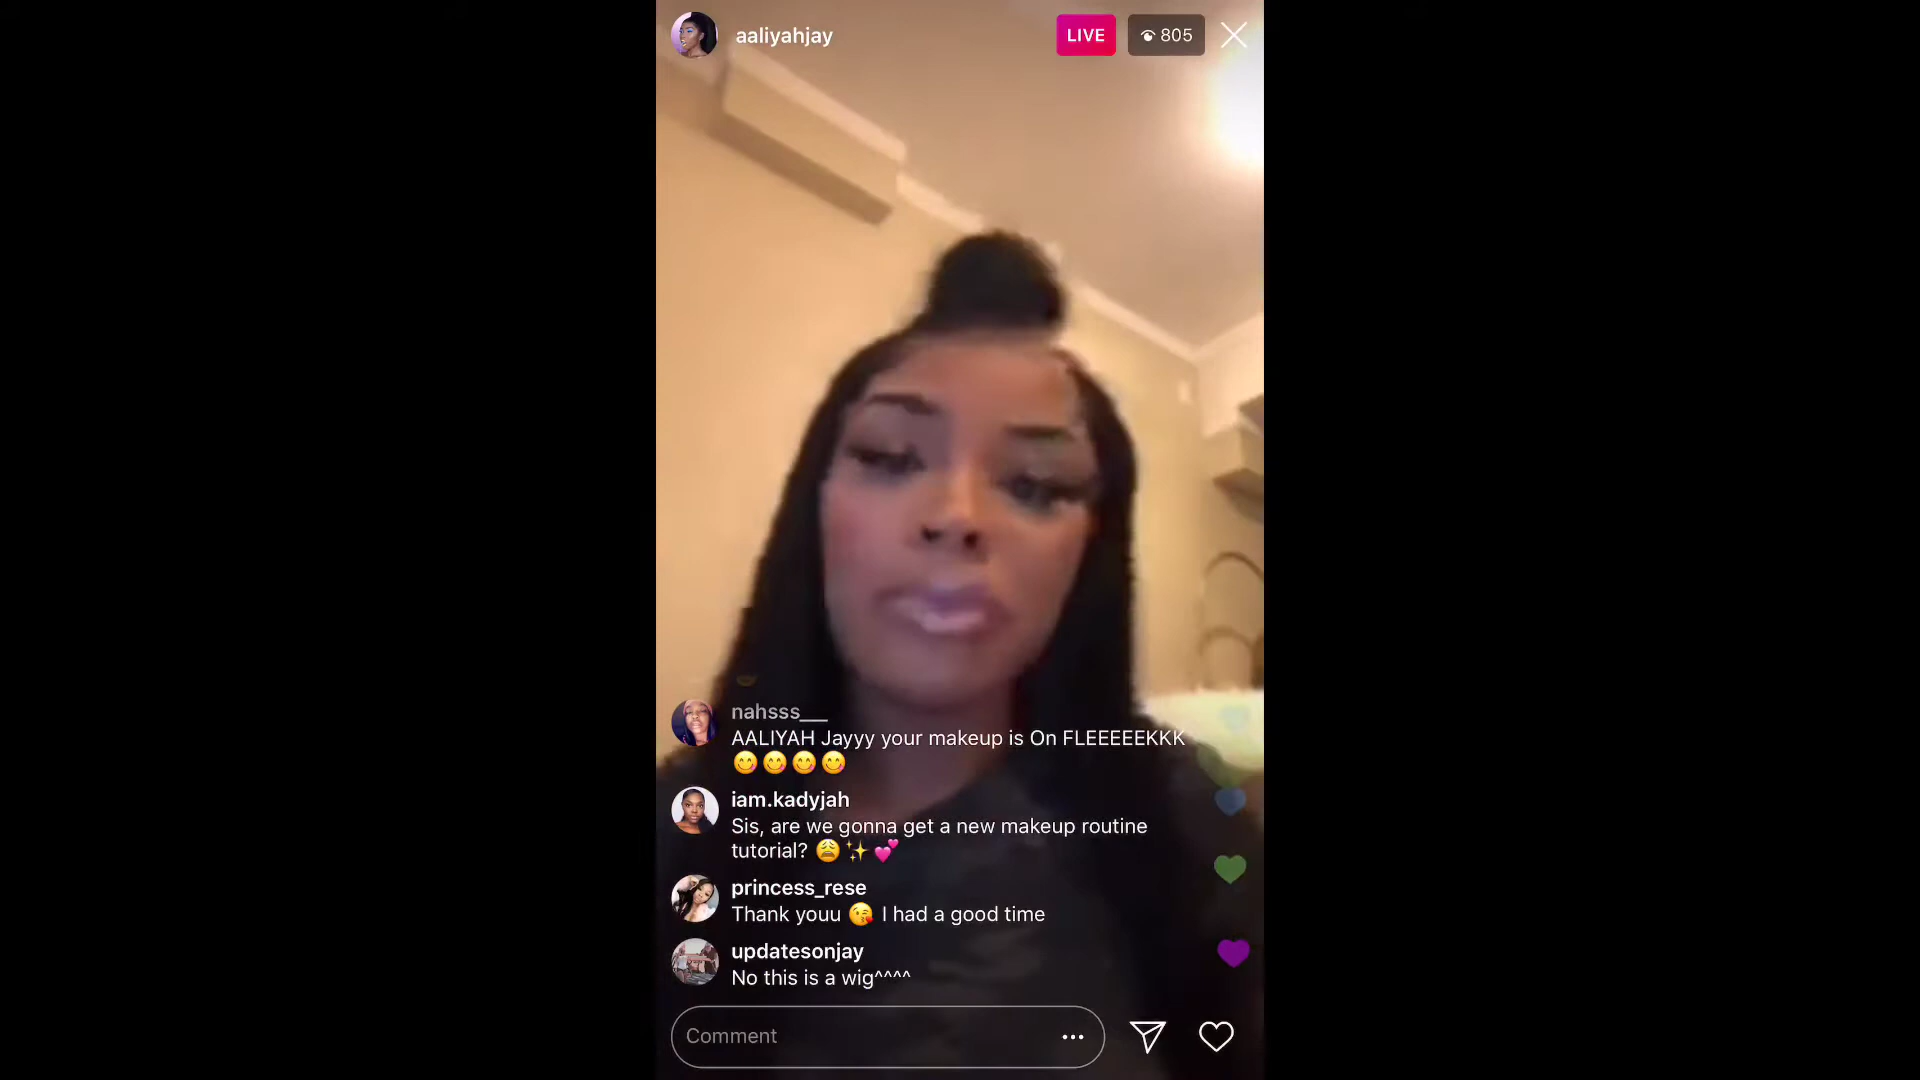 aaliyahjay
LIVE
805
nahsss___
AALIYAH Jayyy your makeup is On FLEEEEEKKK
😋😋😋😋
iam.kadyjah
Sis, are we gonna get a new makeup routine
tutorial? 😩✨💕
princess_rese
Thank youu 😘 I had a good time
updatesonjay
No this is a wig^^^^
Comment